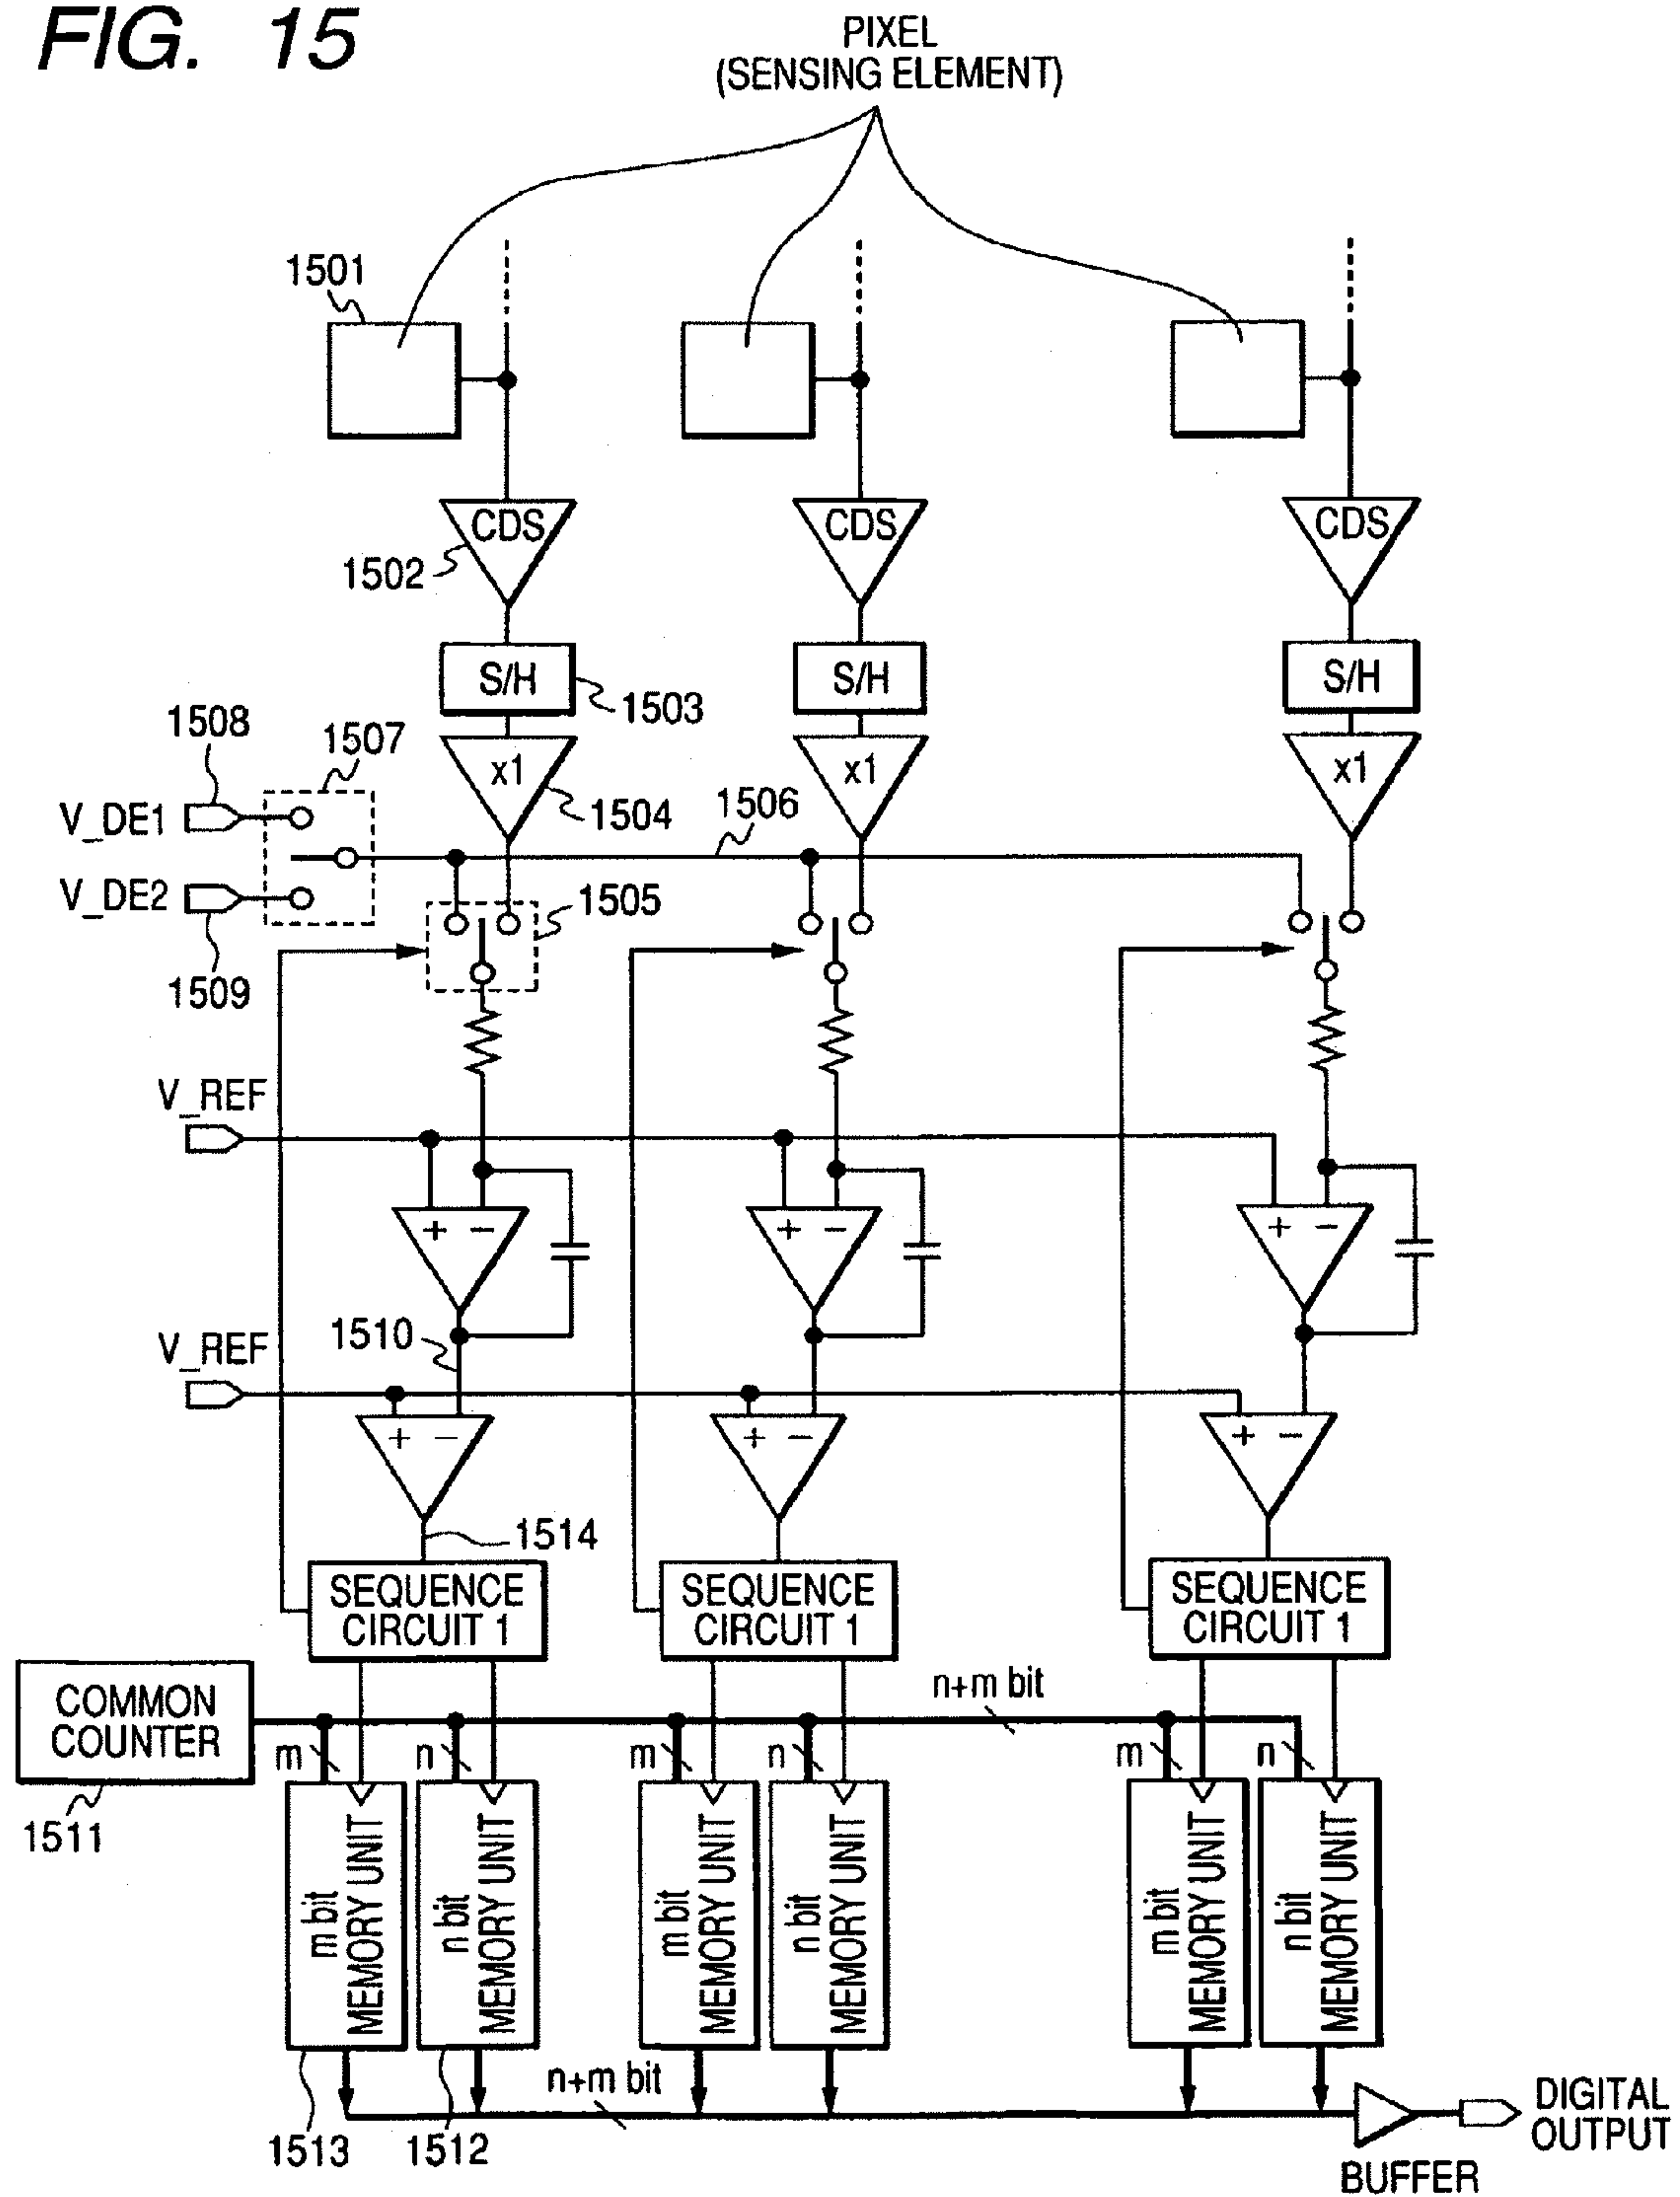 FIG. 15
PIXEL
(SENSING ELEMENT)
1501
CDS
CDS
CDS
1502
S/H
S/H
S/H
1503
1508
1507
x1
x1
x1
V_DE1
1504
1506
V_DE2
1505
1509
V_REF
+ −
+ −
+ −
1510
V_REF
+ −
+ −
+ −
1514
SEQUENCE
CIRCUIT 1
SEQUENCE
CIRCUIT 1
SEQUENCE
CIRCUIT 1
COMMON
COUNTER
n+m bit
m
n
m
n
m
n
1511
m bit
MEMORY UNIT
n bit
MEMORY UNIT
m bit
MEMORY UNIT
n bit
MEMORY UNIT
m bit
MEMORY UNIT
n bit
MEMORY UNIT
n+m bit
1513
1512
DIGITAL
OUTPUT
BUFFER